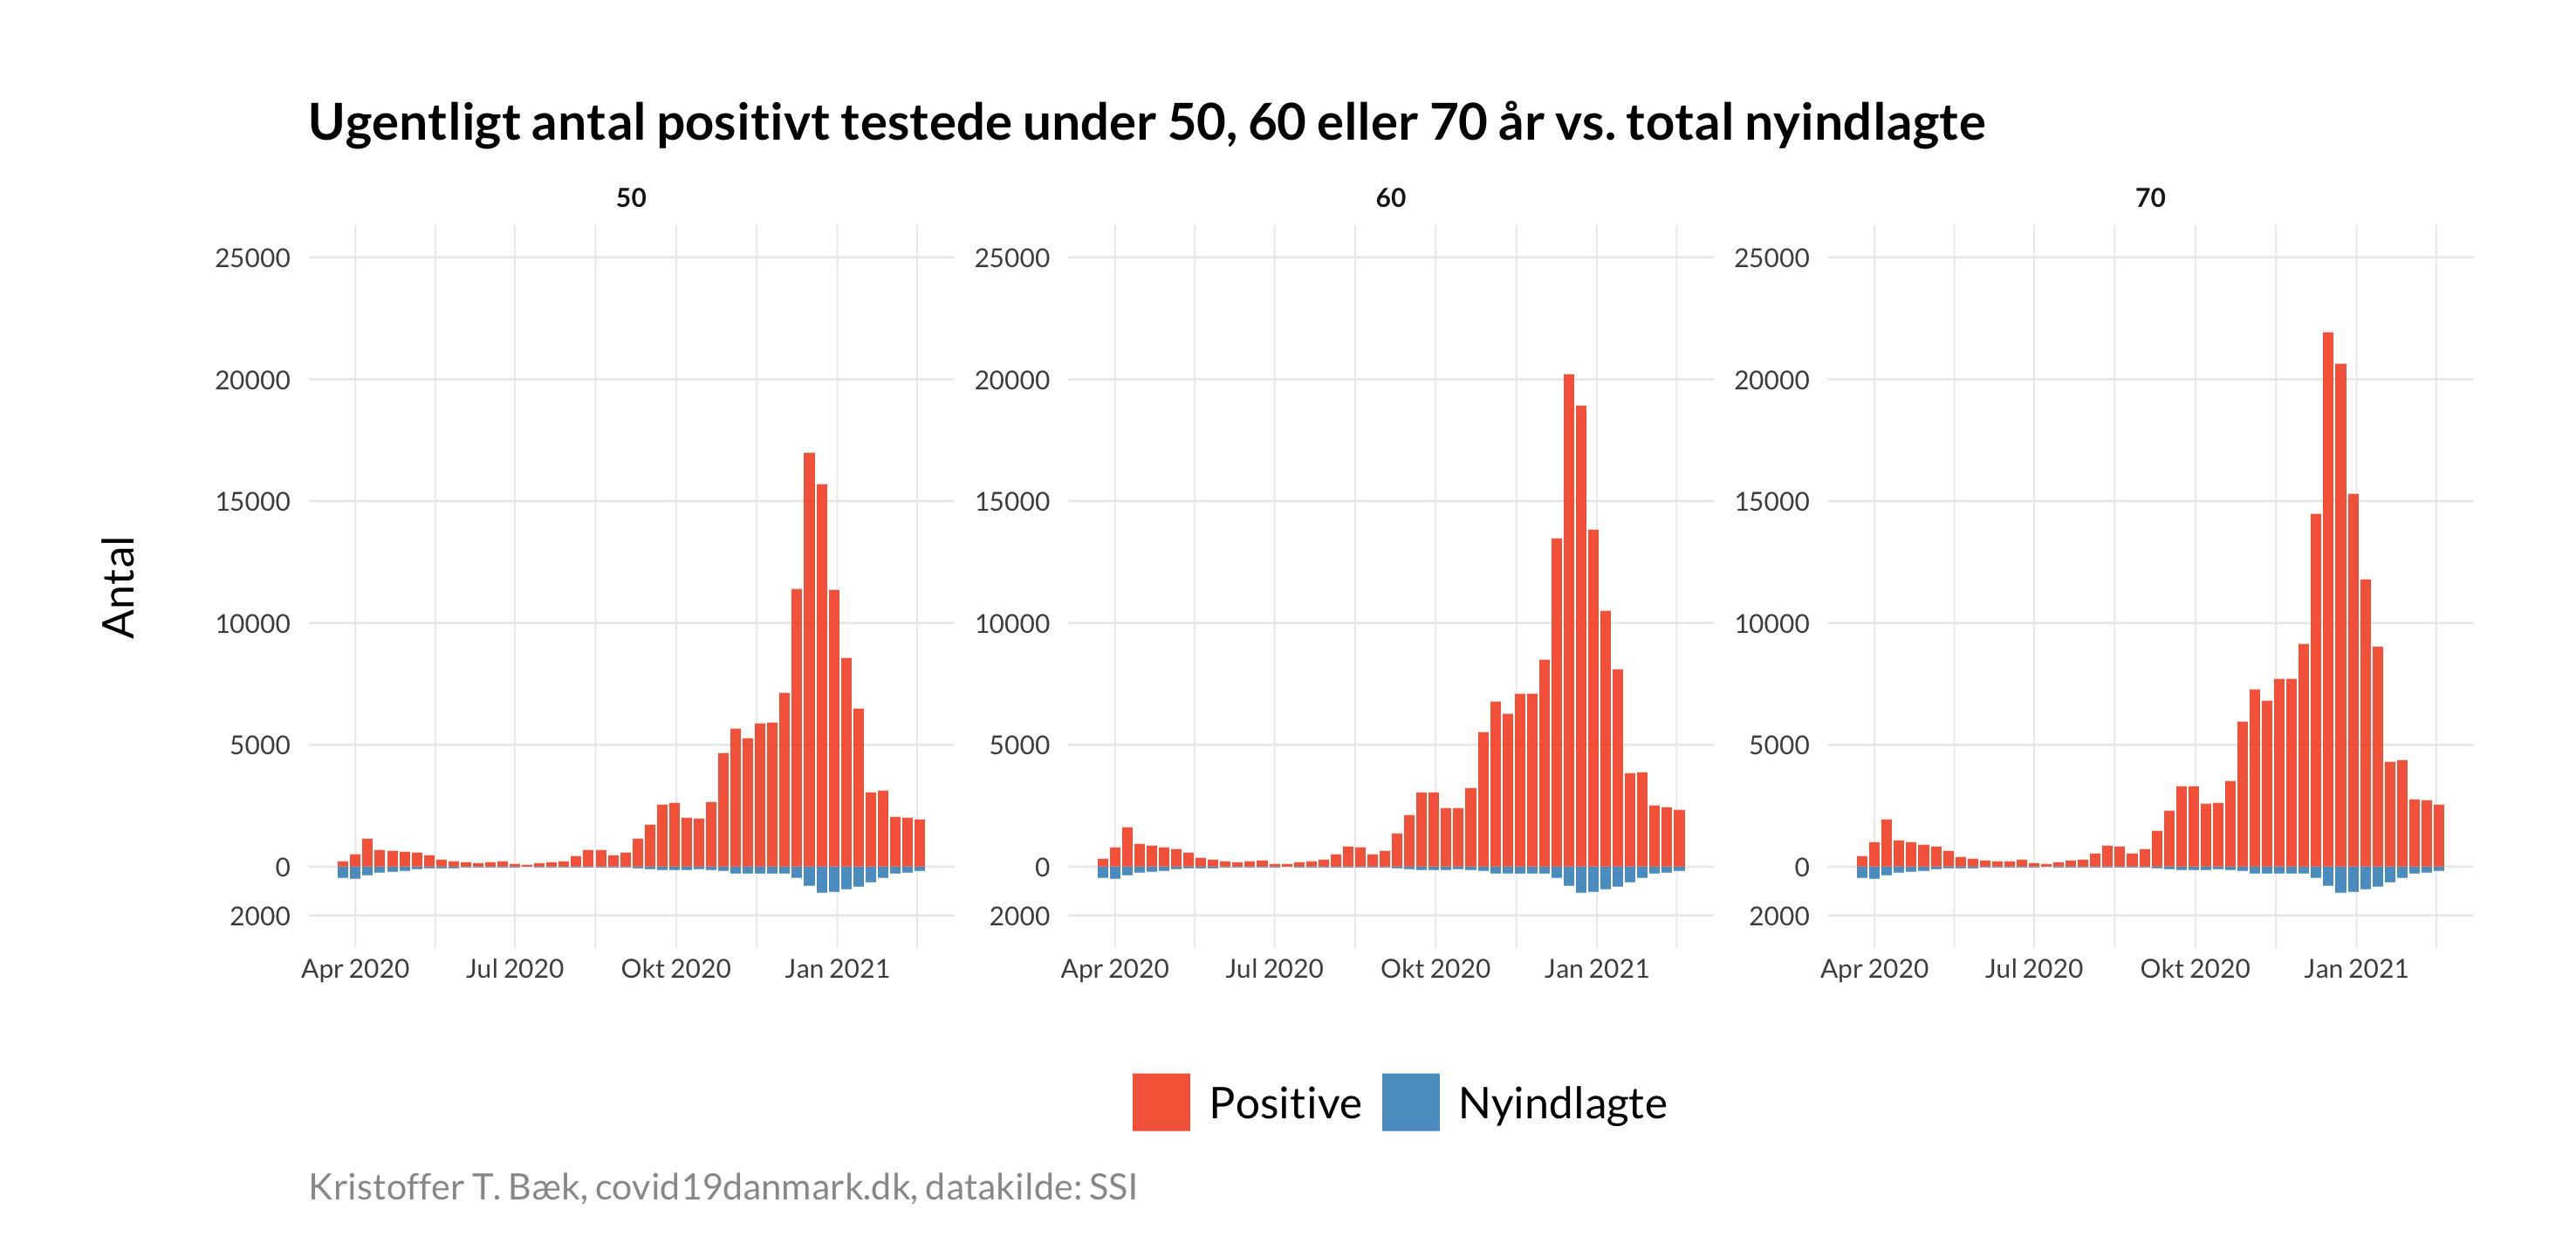 Ugentligt antal positivt testede under 50, 60 eller 70 år vs. total nyindlagte
50 60 70
25000 25000 25000
20000 20000 20000
15000 15000 15000
Antal
10000 10000 10000
5000 5000 5000
0 0 0
2000 2000 2000
Apr 2020 Jul 2020 Okt 2020 Jan 2021 Apr 2020 Jul 2020 Okt 2020 Jan 2021 Apr 2020 Jul 2020 Okt 2020 Jan 2021
Positive Nyindlagte
Kristoffer T. Bæk, covid19danmark.dk, datakilde: SSI